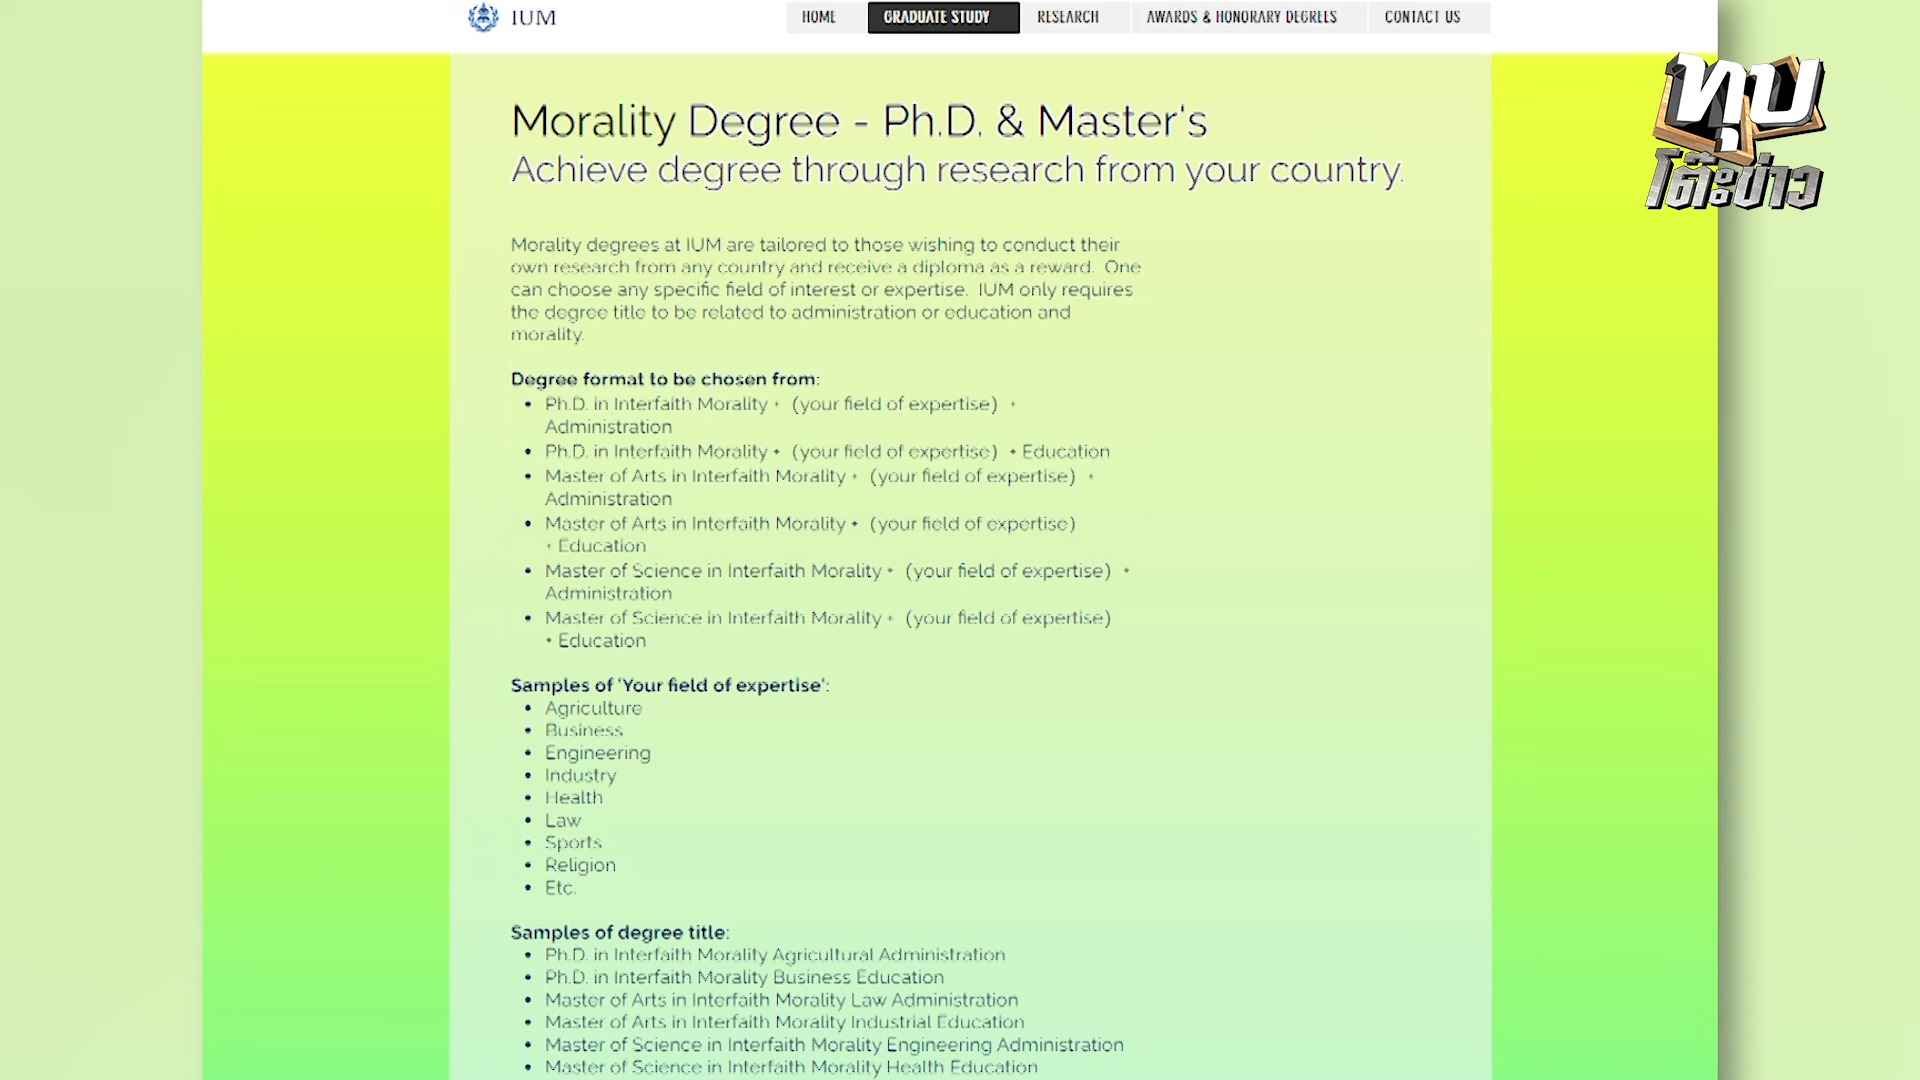 IUM
HOME
GRADUATE STUDY
RESEARCH
AWARDS & HONORARY DEGREES
CONTACT US
ทุบ
โต๊ะข่าว
Morality Degree - Ph.D. & Master's
Achieve degree through research from your country.
Morality degrees at IUM are tailored to those wishing to conduct their
own research from any country and receive a diploma as a reward. One
can choose any specific field of interest or expertise. IUM only requires
the degree title to be related to administration or education and
morality.
Degree format to be chosen from:
• Ph.D. in Interfaith Morality + (your field of expertise) +
Administration
• Ph.D. in Interfaith Morality + (your field of expertise) + Education
• Master of Arts in Interfaith Morality + (your field of expertise) +
Administration
• Master of Arts in Interfaith Morality + (your field of expertise)
+ Education
• Master of Science in Interfaith Morality + (your field of expertise) +
Administration
• Master of Science in Interfaith Morality + (your field of expertise)
+ Education
Samples of 'Your field of expertise':
• Agriculture
• Business
• Engineering
• Industry
• Health
• Law
• Sports
• Religion
• Etc.
Samples of degree title:
• Ph.D. in Interfaith Morality Agricultural Administration
• Ph.D. in Interfaith Morality Business Education
• Master of Arts in Interfaith Morality Law Administration
• Master of Arts in Interfaith Morality Industrial Education
• Master of Science in Interfaith Morality Engineering Administration
• Master of Science in Interfaith Morality Health Education